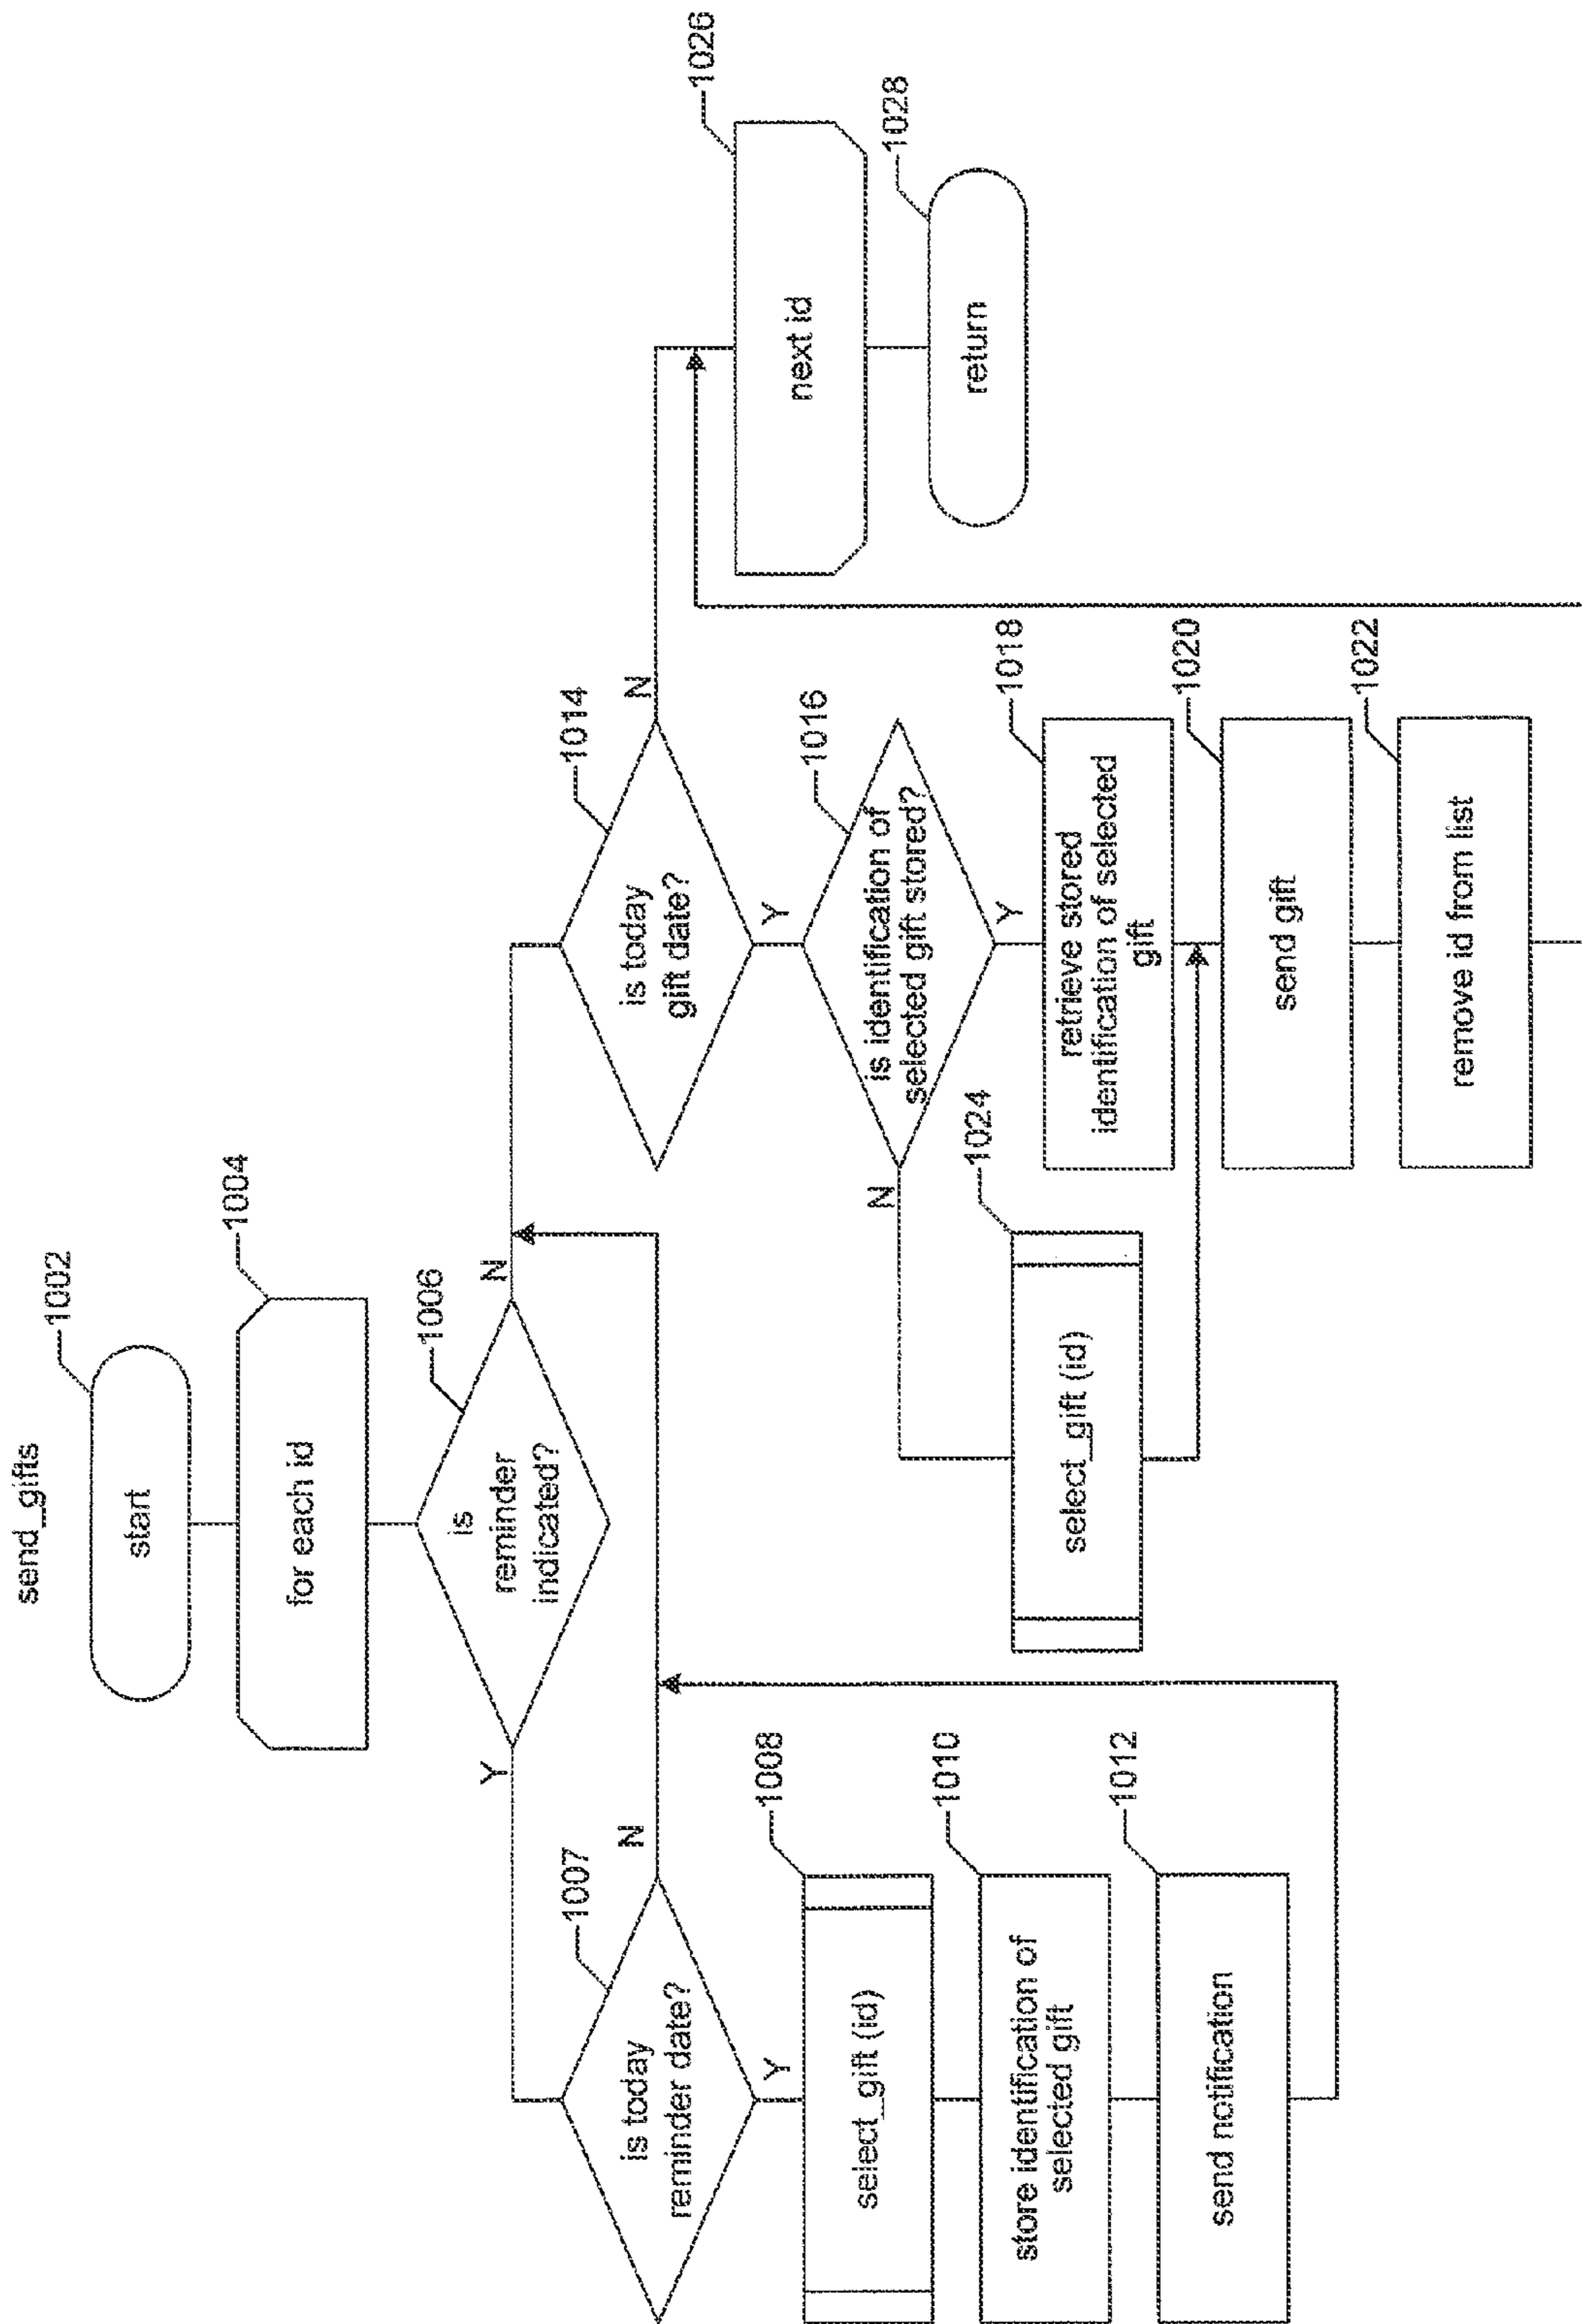 send_gifts
1002
start
1004
for each id
1006
is
reminder
indicated?
Y
N
1007
is today
reminder date?
N
Y
1008
select_gift (id)
1010
store identification of
selected gift
1012
send notification
1014
is today
gift date?
N
Y
1016
is identification of
selected gift stored?
N
Y
1024
select_gift (id)
1018
retrieve stored
identification of selected
gift
1020
send gift
1022
remove id from list
1026
next id
1028
return